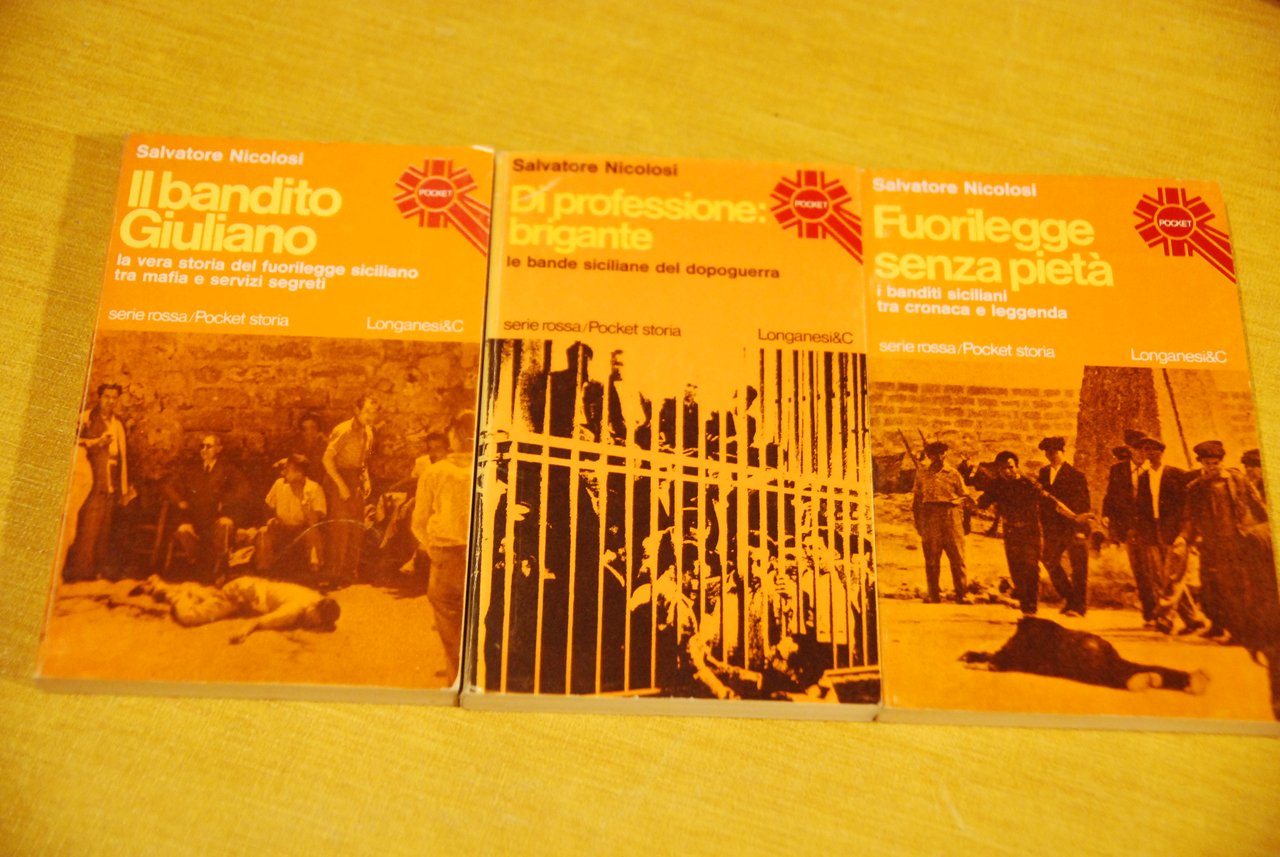 Salvatore Nicolosi
POCKET
Il bandito
Giuliano
la vera storia del fuorilegge siciliano
tra mafia e servizi segreti
serie rossa/Pocket storia
Longanesi&C
Salvatore Nicolosi
POCKET
Di professione:
brigante
le bande siciliane del dopoguerra
serie rossa/Pocket storia
Longanesi&C
Salvatore Nicolosi
POCKET
Fuorilegge
senza pietà
i banditi siciliani
tra cronaca e leggenda
serie rossa/Pocket storia
Longanesi&C